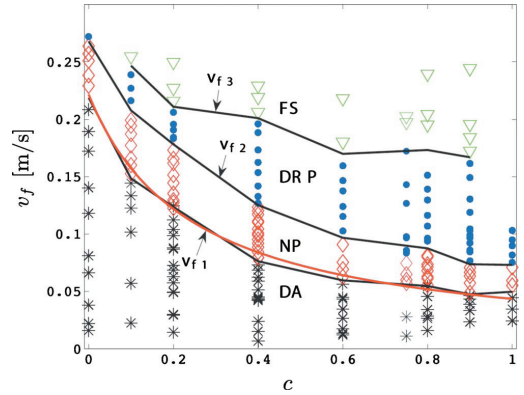 0.25
0.2
0.15
0.1
0.05
0
v_f [m/s]
v_f 3
FS
v_f 2
DR P
NP
v_f 1
DA
0 0.2 0.4 0.6 0.8 1
c